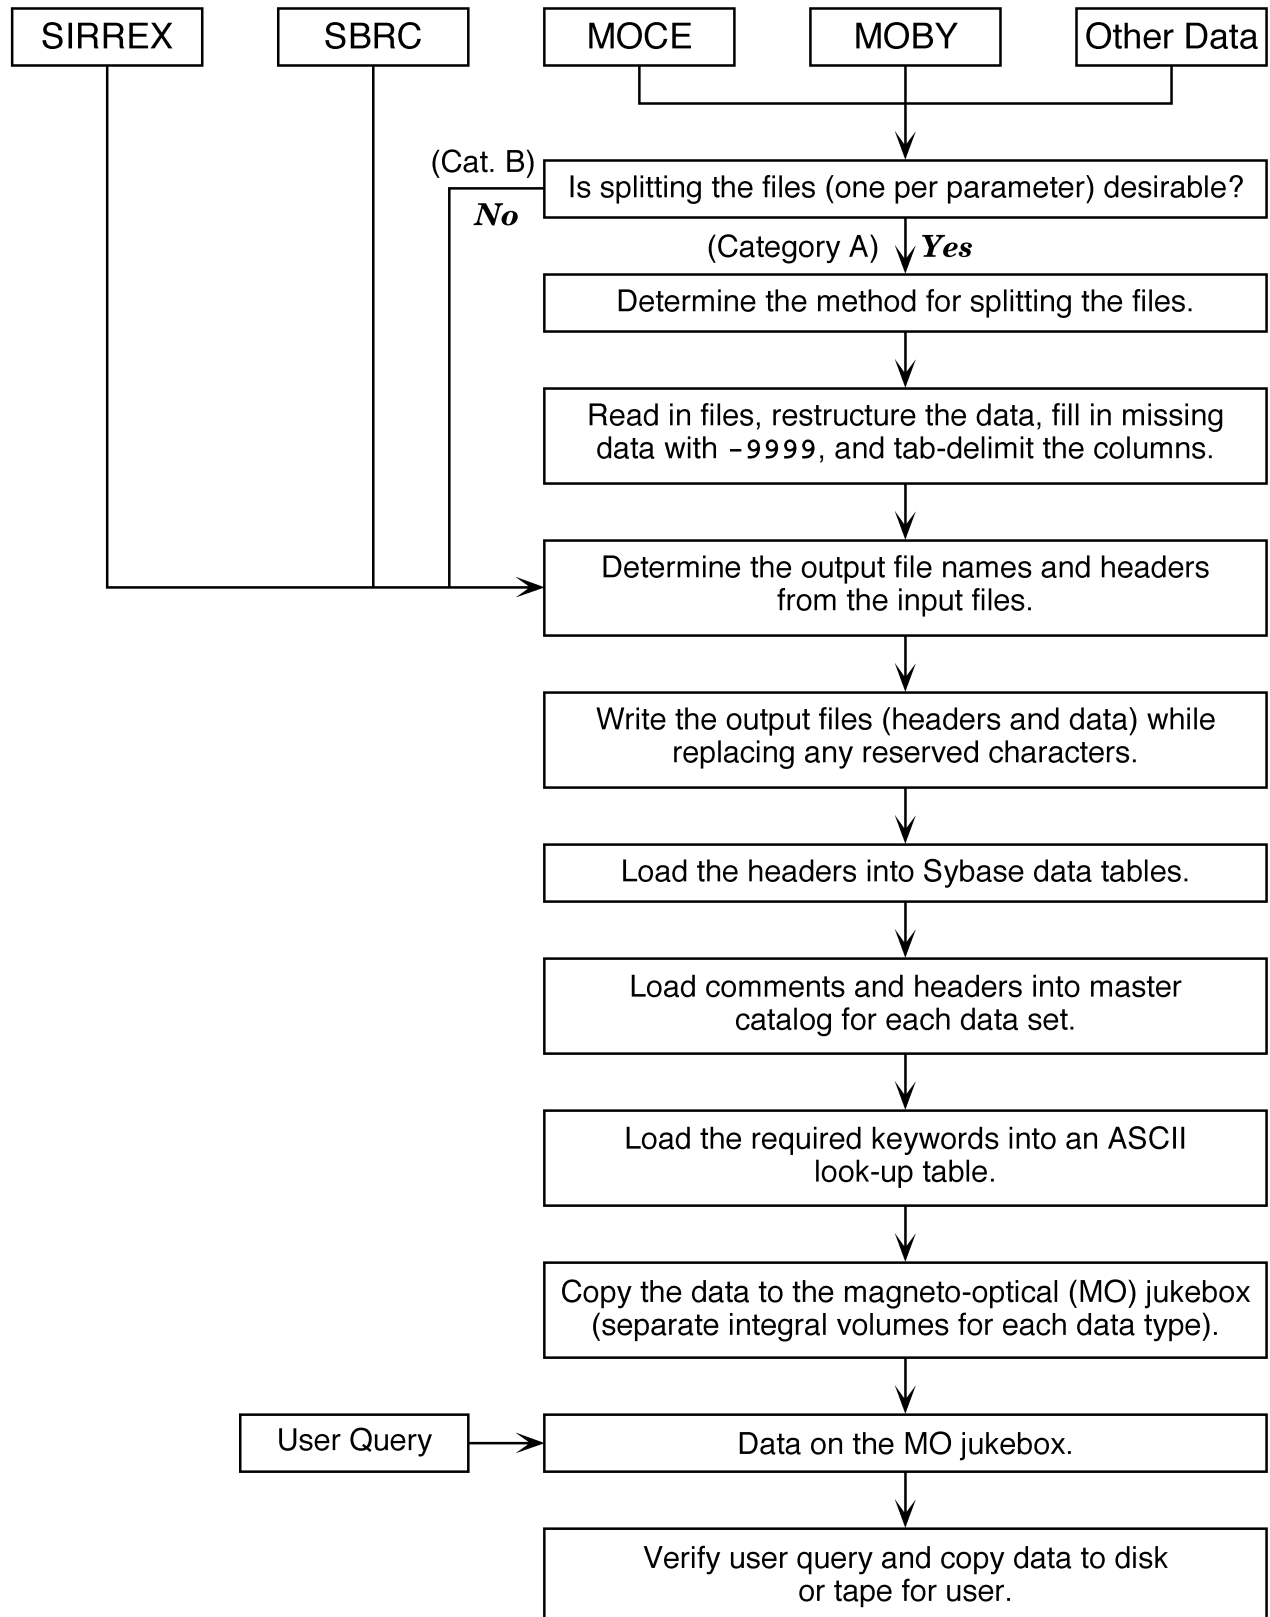 SIRREX
SBRC
MOCE
MOBY
Other Data
(Cat. B)
No
Is splitting the files (one per parameter) desirable?
(Category A)
Yes
Determine the method for splitting the files.
Read in files, restructure the data, fill in missing
data with -9999, and tab-delimit the columns.
Determine the output file names and headers
from the input files.
Write the output files (headers and data) while
replacing any reserved characters.
Load the headers into Sybase data tables.
Load comments and headers into master
catalog for each data set.
Load the required keywords into an ASCII
look-up table.
Copy the data to the magneto-optical (MO) jukebox
(separate integral volumes for each data type).
User Query
Data on the MO jukebox.
Verify user query and copy data to disk
or tape for user.